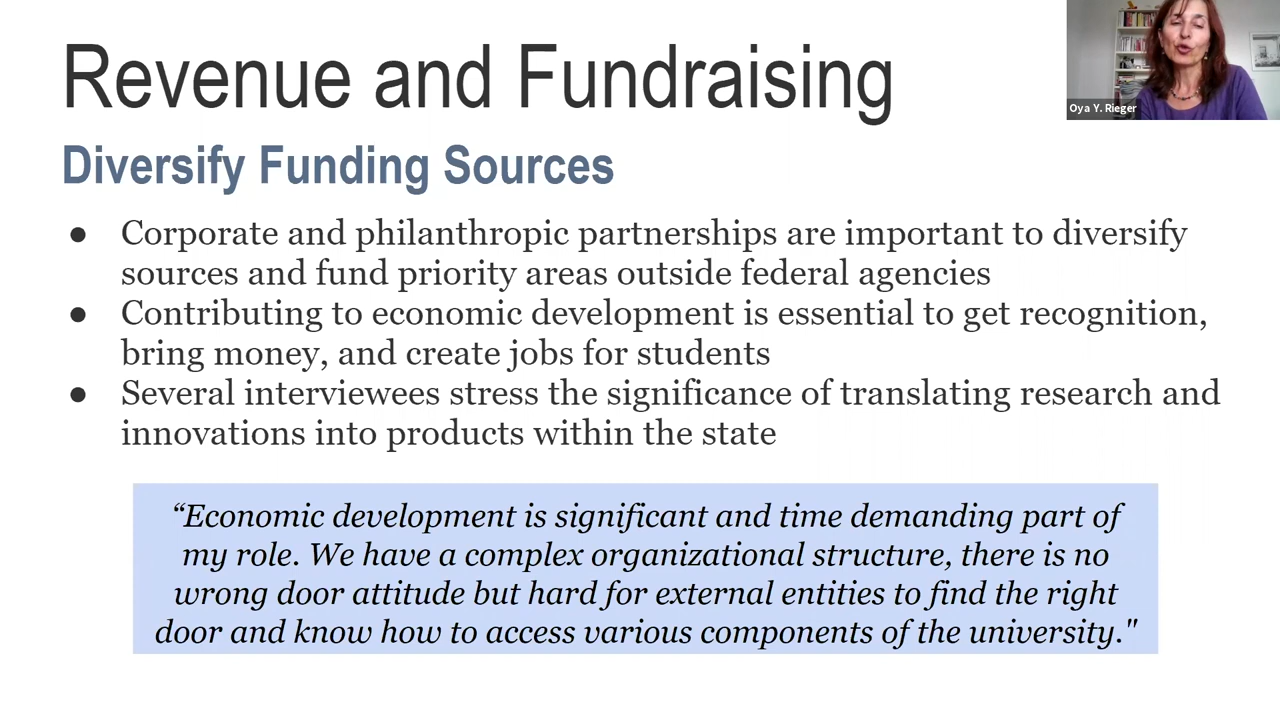 Revenue and Fundraising
Oya Y. Rieger
Diversify Funding Sources
● Corporate and philanthropic partnerships are important to diversify
sources and fund priority areas outside federal agencies
● Contributing to economic development is essential to get recognition,
bring money, and create jobs for students
● Several interviewees stress the significance of translating research and
innovations into products within the state
“Economic development is significant and time demanding part of
my role. We have a complex organizational structure, there is no
wrong door attitude but hard for external entities to find the right
door and know how to access various components of the university."